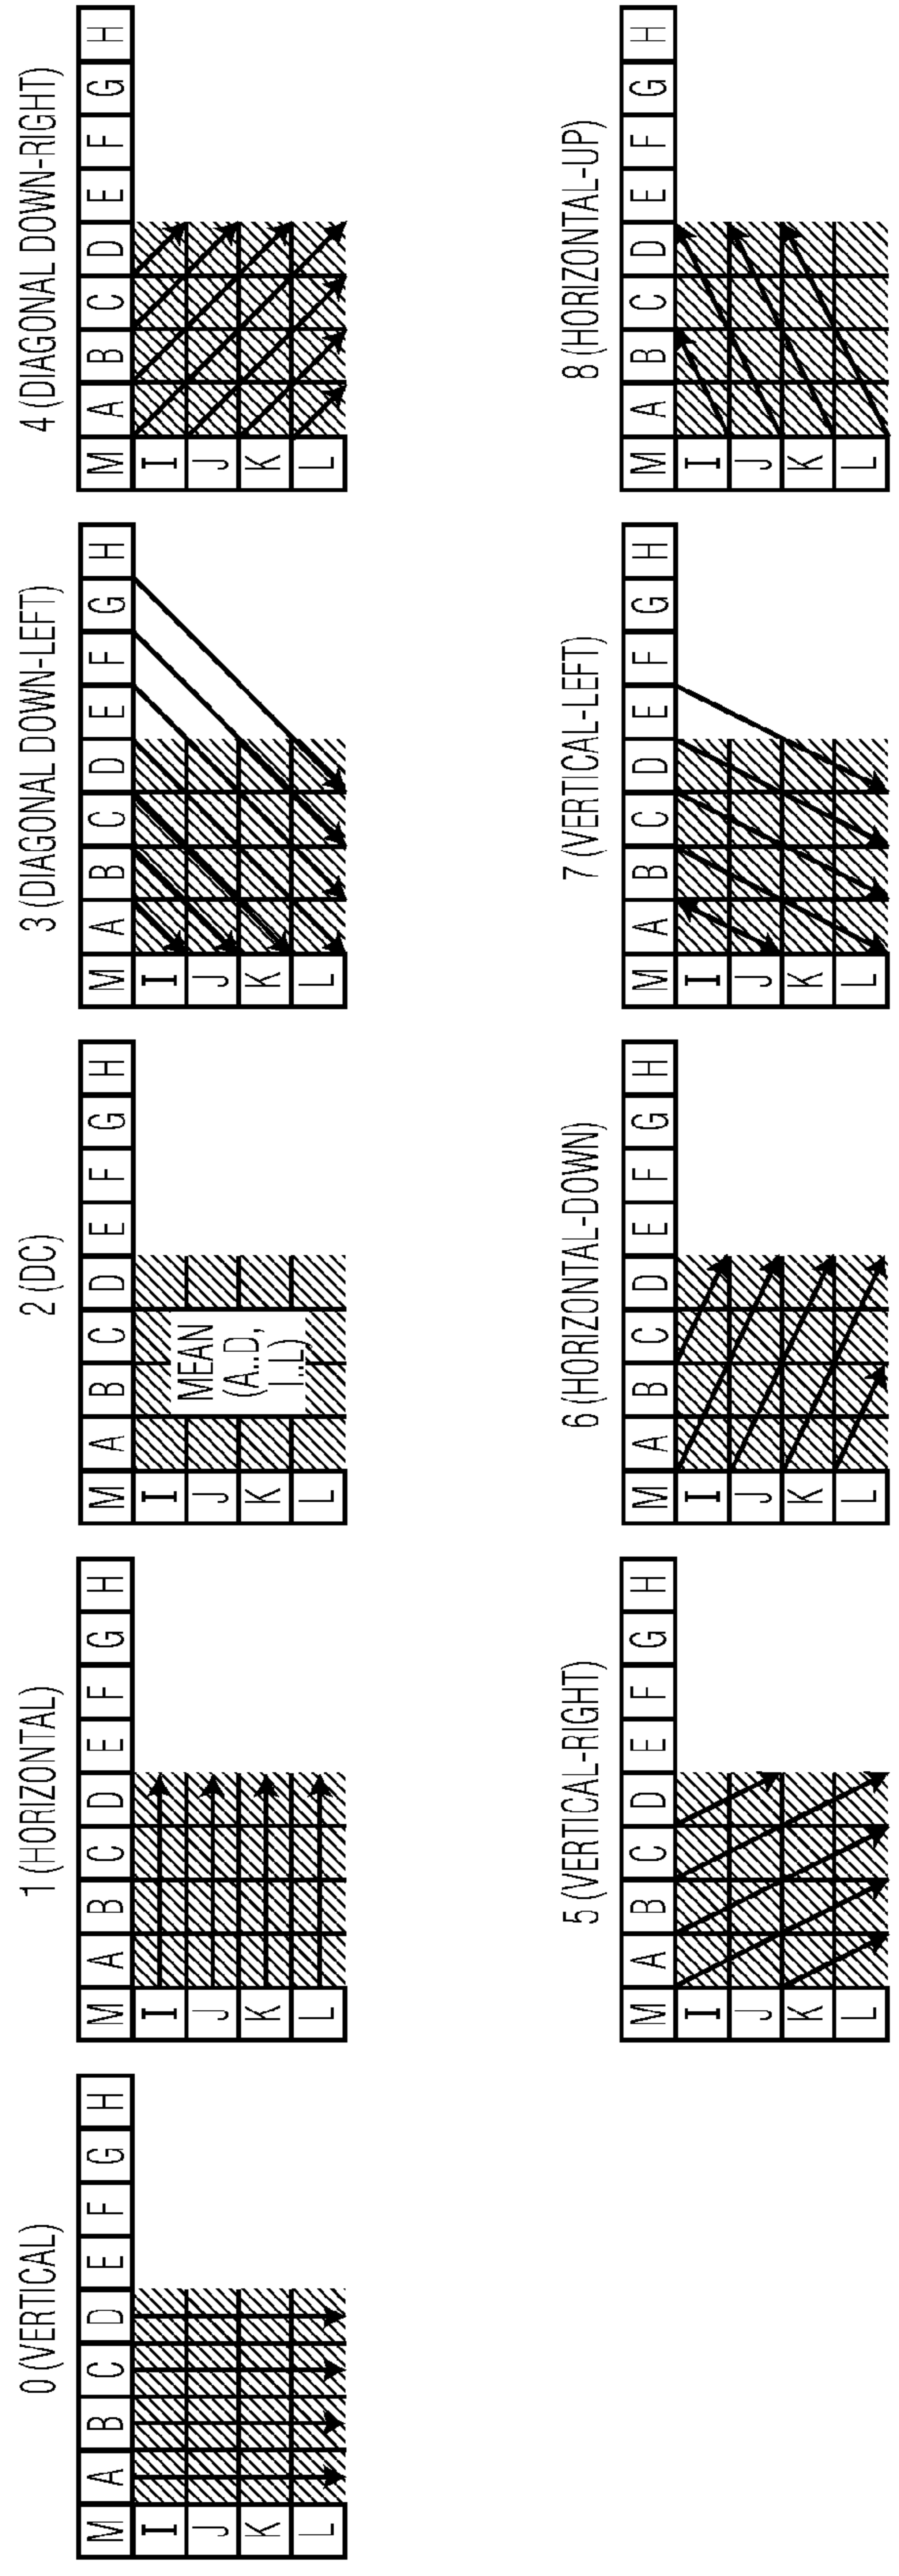 0 (VERTICAL)
M A B C D E F G H
I
J
K
L
1 (HORIZONTAL)
M A B C D E F G H
I
J
K
L
2 (DC)
M A B C D E F G H
I
J
K
L
MEAN
(A..D,
I..L)
3 (DIAGONAL DOWN-LEFT)
M A B C D E F G H
I
J
K
L
4 (DIAGONAL DOWN-RIGHT)
M A B C D E F G H
I
J
K
L
5 (VERTICAL-RIGHT)
M A B C D E F G H
I
J
K
L
6 (HORIZONTAL-DOWN)
M A B C D E F G H
I
J
K
L
7 (VERTICAL-LEFT)
M A B C D E F G H
I
J
K
L
8 (HORIZONTAL-UP)
M A B C D E F G H
I
J
K
L